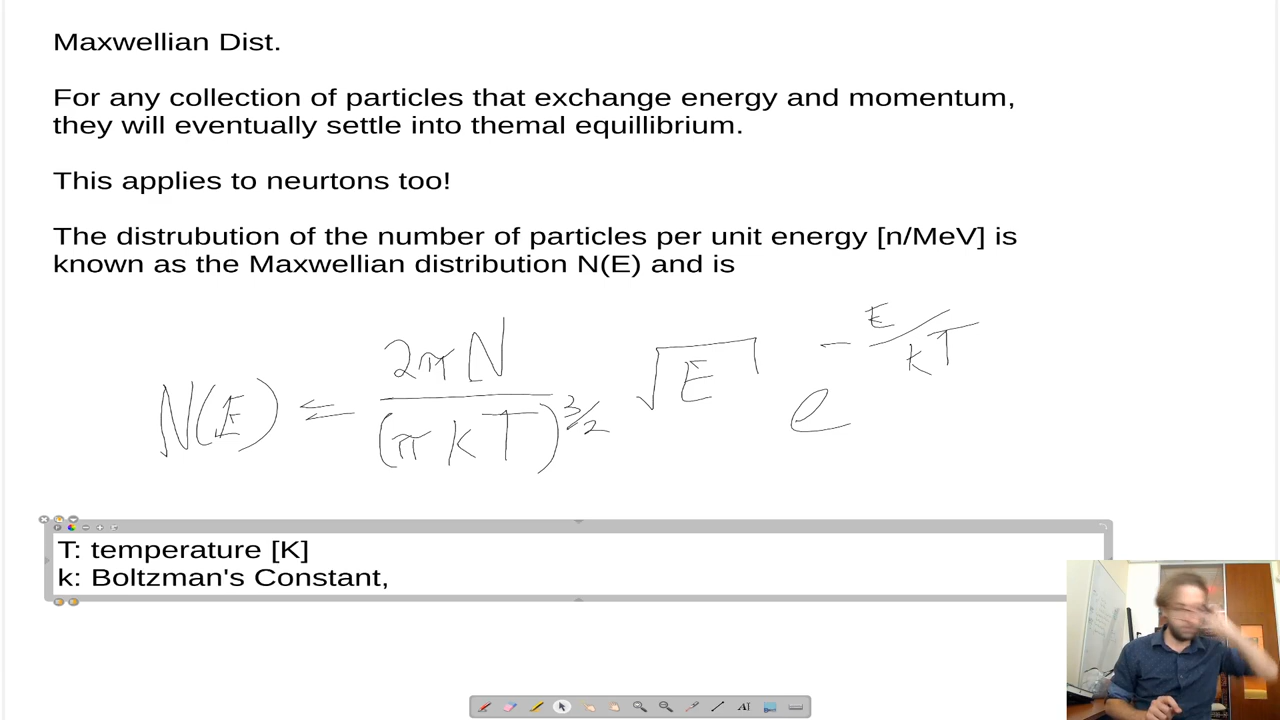 Maxwellian Dist.
For any collection of particles that exchange energy and momentum,
they will eventually settle into themal equillibrium.
This applies to neurtons too!
The distrubution of the number of particles per unit energy [n/MeV] is
known as the Maxwellian distribution N(E) and is
N(E) = 2πN / (πkT)^3/2 √E e^-E/kT
T: temperature [K]
k: Boltzman's Constant,